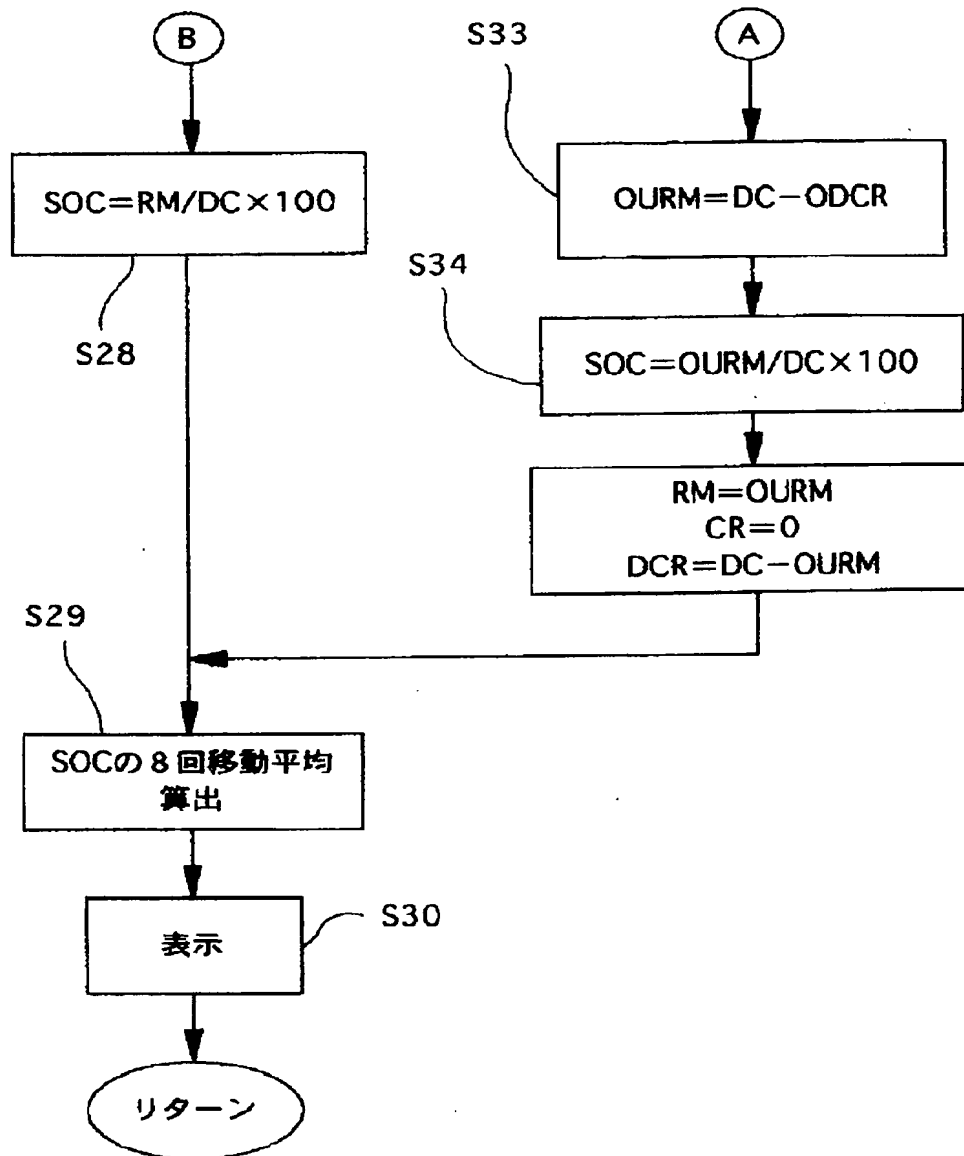 B
SOC=RM/DC×100
S28
A
S33
OURM=DC−ODCR
S34
SOC=OURM/DC×100
RM=OURM
CR=0
DCR=DC−OURM
S29
SOCの8回移動平均
算出
表示
S30
リターン